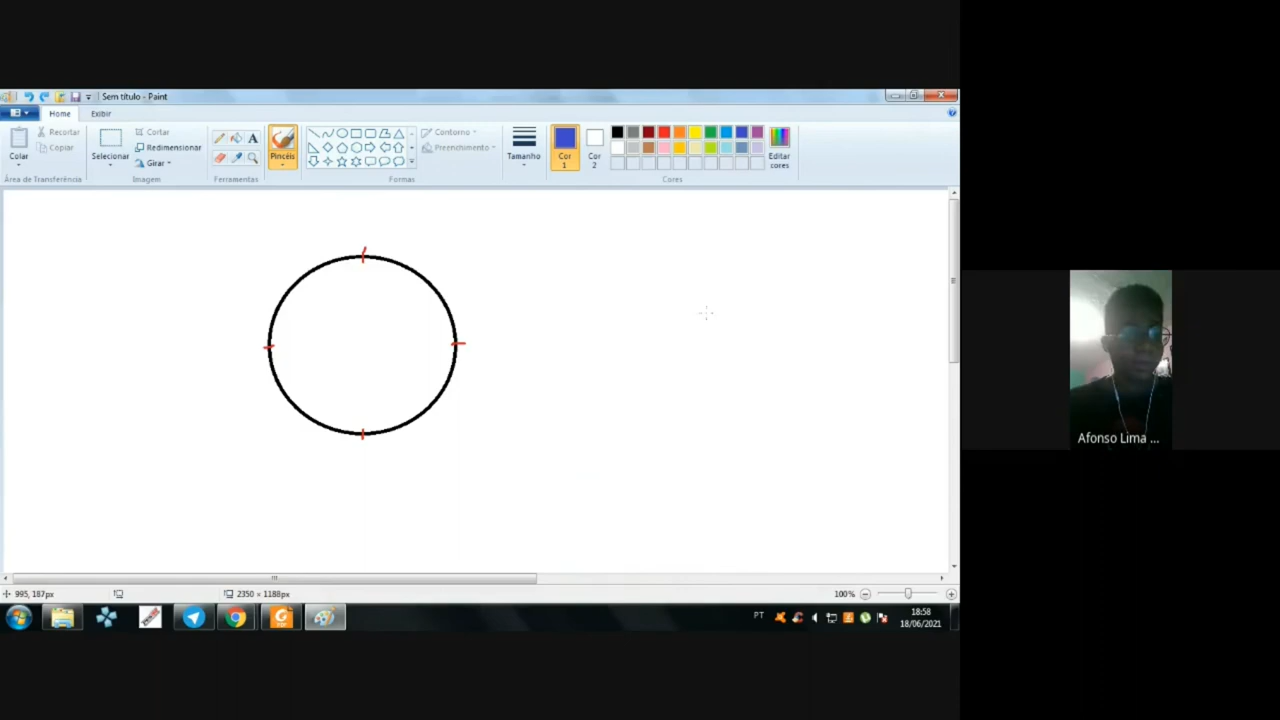 Sem título - Paint
Home
Exibir
Colar
Recortar
Copiar
Área de Transferência
Selecionar
Cortar
Redimensionar
Girar
Imagem
A
Ferramentas
Pincéis
Contorno
Preenchimento
Formas
Tamanho
Cor
1
Cor
2
Editar
cores
Cores
Afonso Lima ...
995, 187px
2350 × 1188px
100%
PT
18:58
18/06/2021